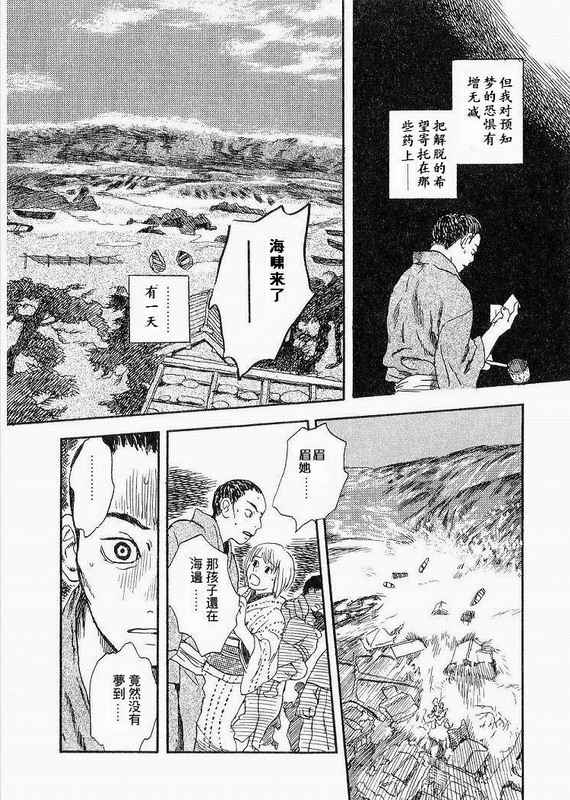 但我对预知
梦的恐惧有
增无减
把解脱的希
望寄托在那
些药上——
海啸来了——
………
有一天
眉、
眉她……
那孩子還在
海邊……
……
竟然没有
夢到……